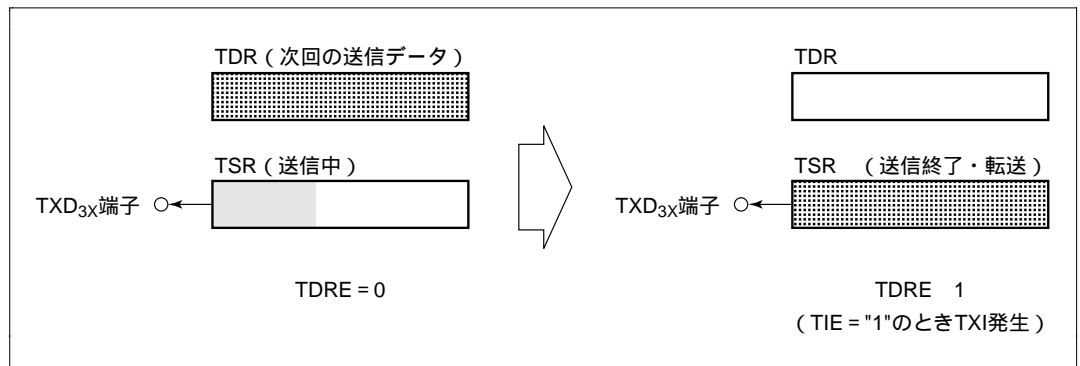 TDR（次回の送信データ）
TSR（送信中）
TXD3X端子
TDRE = 0
TDR
TSR （送信終了・転送）
TXD3X端子
TDRE 1
（TIE = "1"のときTXI発生）